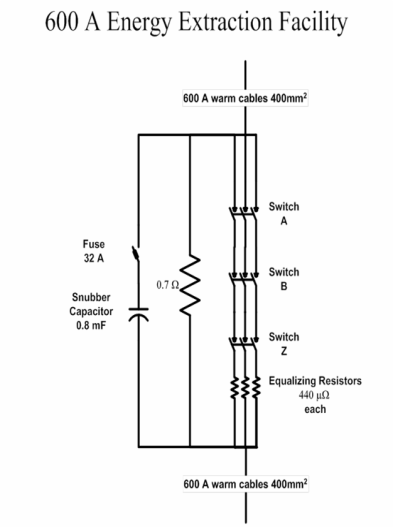 600 A Energy Extraction Facility
600 A warm cables 400mm²
Switch
A
Fuse
32 A
Switch
B
0.7 Ω
Snubber
Capacitor
0.8 mF
Switch
Z
Equalizing Resistors
440 μΩ
each
600 A warm cables 400mm²